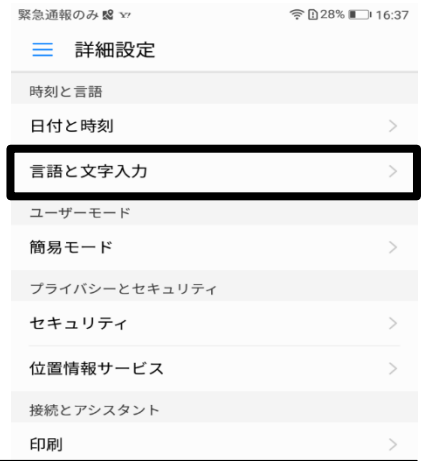 緊急通報のみ 28% 16:37
詳細設定
時刻と言語
日付と時刻
言語と文字入力
ユーザーモード
簡易モード
プライバシーとセキュリティ
セキュリティ
位置情報サービス
接続とアシスタント
印刷